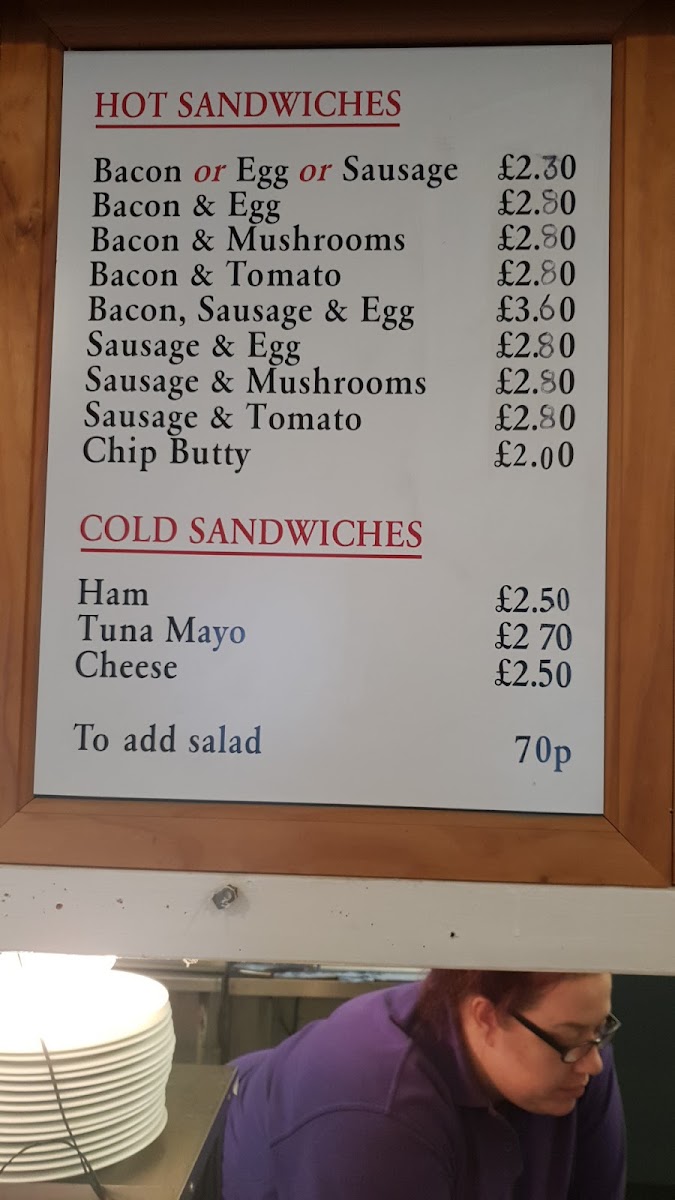 HOT SANDWICHES
Bacon or Egg or Sausage £2.30
Bacon & Egg £2.80
Bacon & Mushrooms £2.80
Bacon & Tomato £2.80
Bacon, Sausage & Egg £3.60
Sausage & Egg £2.80
Sausage & Mushrooms £2.80
Sausage & Tomato £2.80
Chip Butty £2.00
COLD SANDWICHES
Ham £2.50
Tuna Mayo £2 70
Cheese £2.50
To add salad 70p